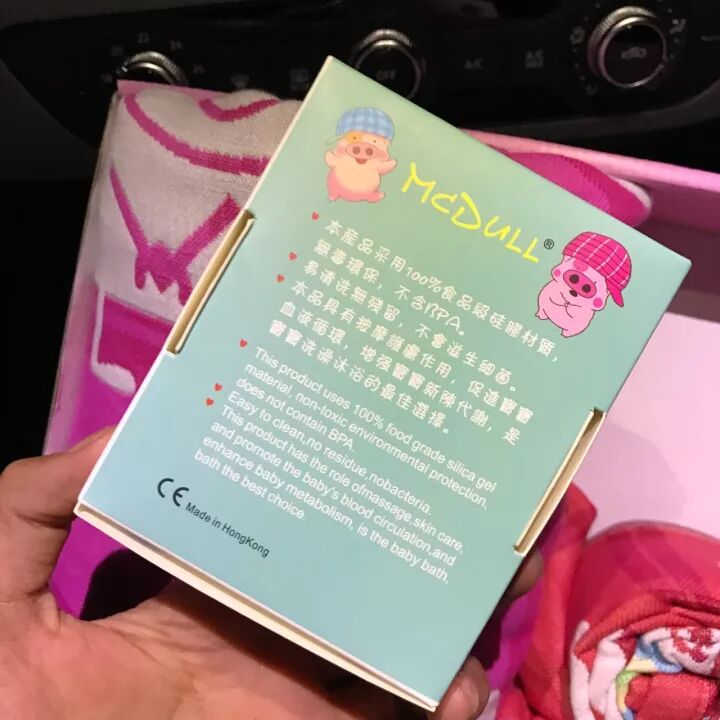 McDULL®
本產品采用100%食品級硅膠材質，
無毒環保，不含BPA。
易清洗無殘留，不會滋生細菌。
本品具有按摩護膚作用，促進寶寶
血液循環，增强寶寶新陳代謝，是
寶寶洗澡沐浴的最佳選擇。
This product uses 100% food grade silica gel
material, non-toxic environmental protection,
does not contain BPA.
Easy to clean,no residue,nobacteria.
This product has the role ofmassage,skin care,
and promote the baby's blood circulation,and
enhance baby metabolism, is the baby bath,
bath the best choice.
CE Made in HongKong
22
24
OFF
A/C
A/C